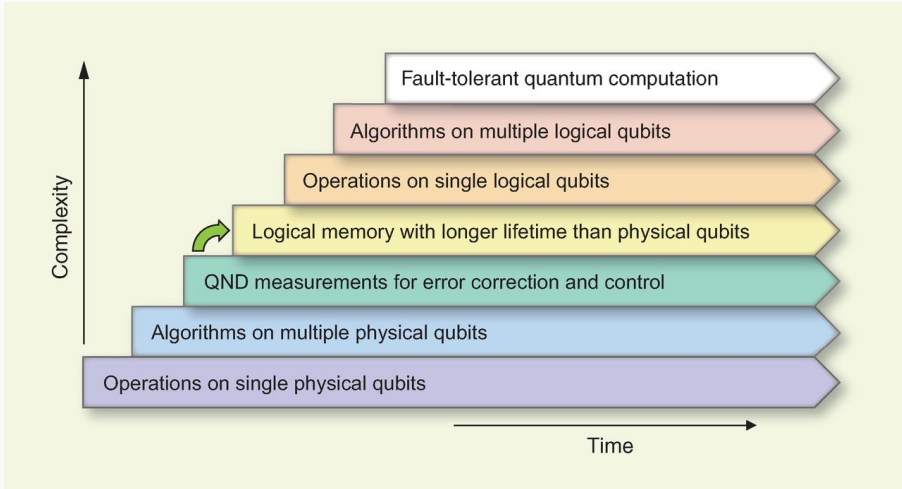 Fault-tolerant quantum computation
Algorithms on multiple logical qubits
Operations on single logical qubits
Logical memory with longer lifetime than physical qubits
QND measurements for error correction and control
Algorithms on multiple physical qubits
Operations on single physical qubits
Complexity
Time